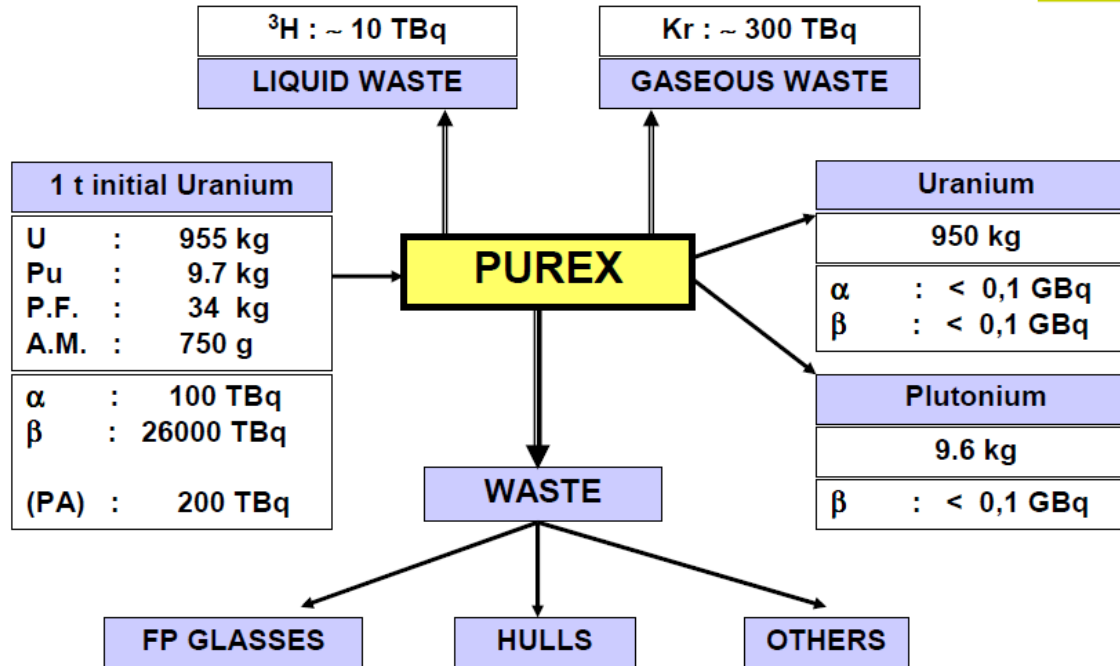 ³H : ~ 10 TBq
LIQUID WASTE
Kr : ~ 300 TBq
GASEOUS WASTE
1 t initial Uranium
U : 955 kg
Pu : 9.7 kg
P.F. : 34 kg
A.M. : 750 g
α : 100 TBq
β : 26000 TBq
(PA) : 200 TBq
PUREX
Uranium
950 kg
α : < 0,1 GBq
β : < 0,1 GBq
Plutonium
9.6 kg
β : < 0,1 GBq
WASTE
FP GLASSES
HULLS
OTHERS